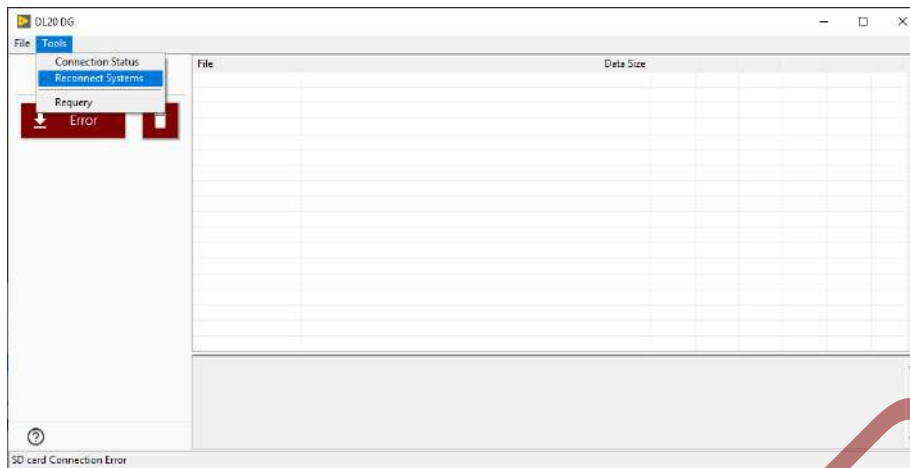 DL20 DG
File Tools
Connection Status
Reconnect Systems
Requery
Error
File Data Size
SD card Connection Error